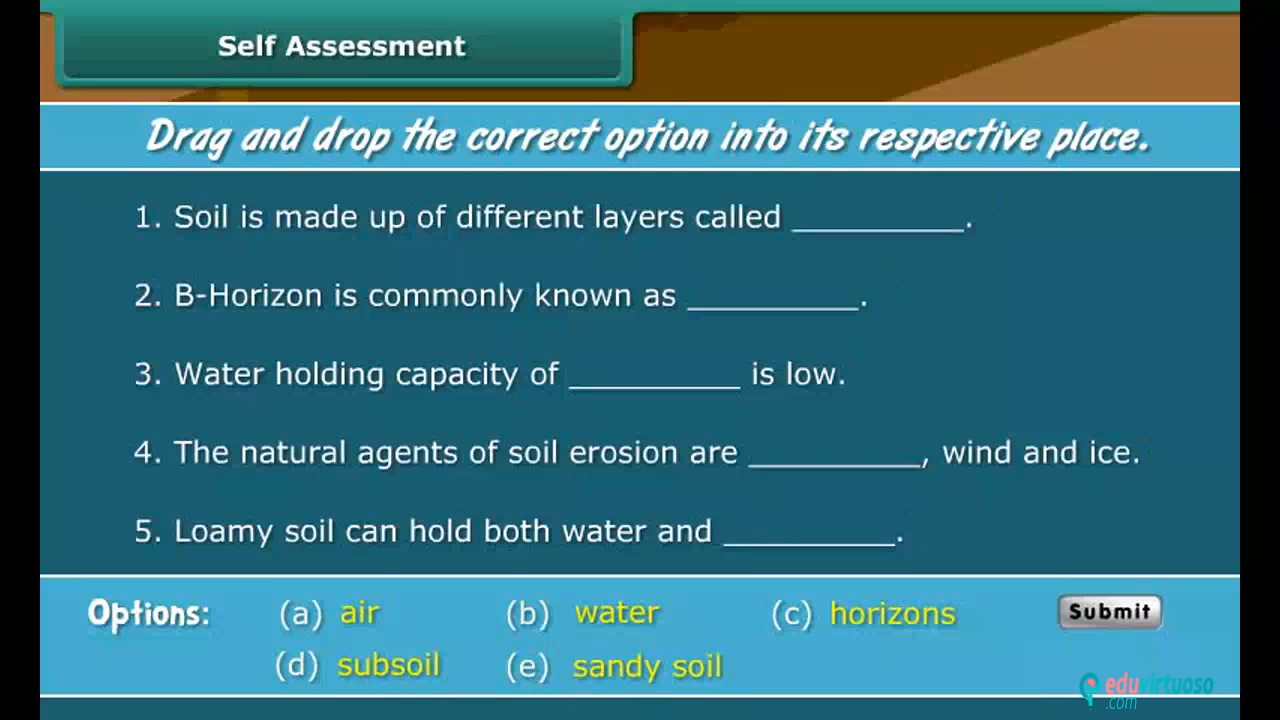 Self Assessment
Drag and drop the correct option into its respective place.
1. Soil is made up of different layers called __________.
2. B-Horizon is commonly known as __________.
3. Water holding capacity of __________ is low.
4. The natural agents of soil erosion are __________, wind and ice.
5. Loamy soil can hold both water and __________.
Options: (a) air (b) water (c) horizons Submit
(d) subsoil (e) sandy soil
eduvirtuoso
.com